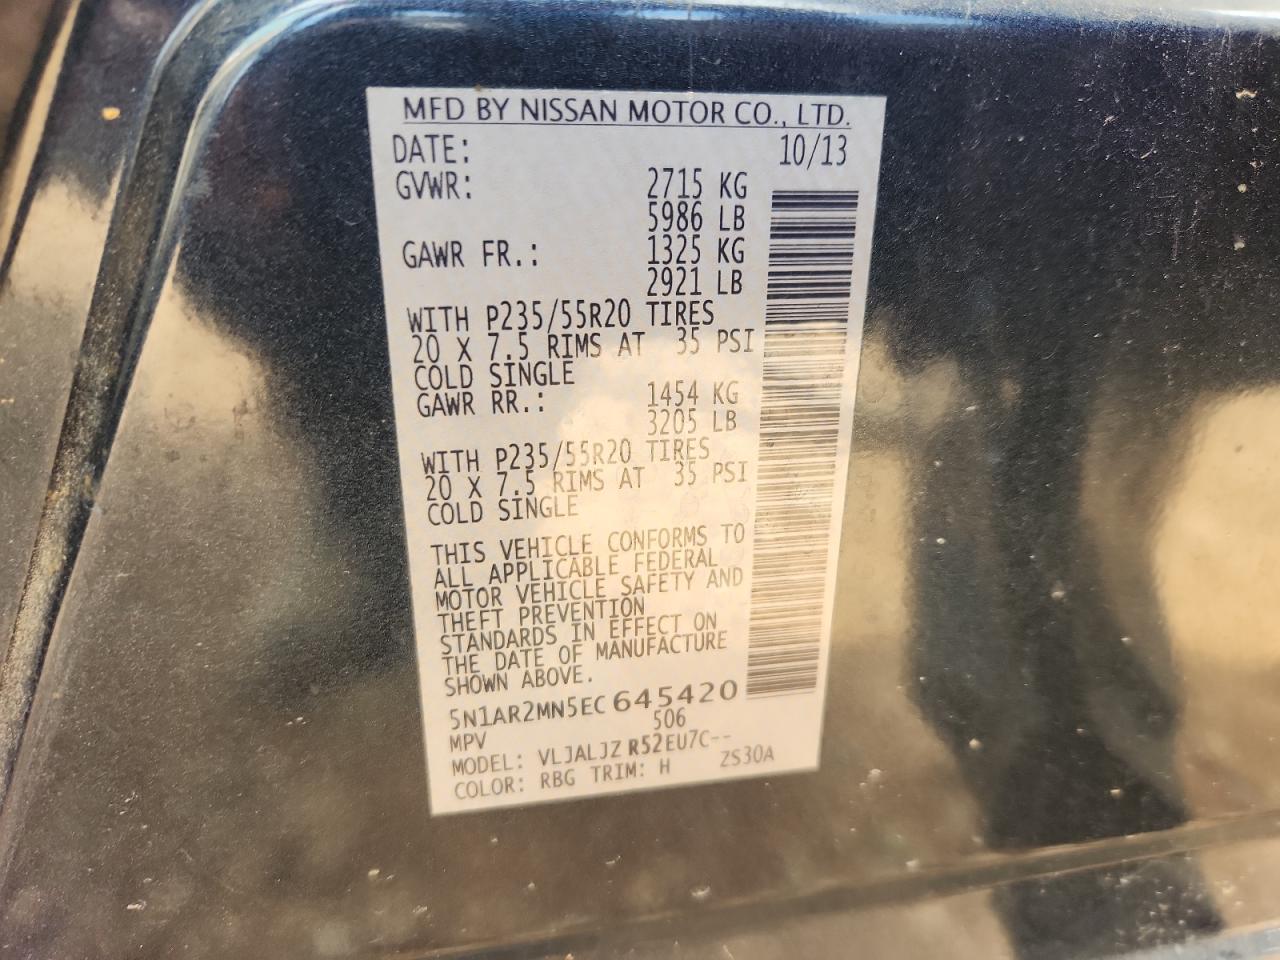 MFD BY NISSAN MOTOR CO., LTD.
DATE: 10/13
GVWR: 2715 KG
5986 LB
GAWR FR.: 1325 KG
2921 LB
WITH P235/55R20 TIRES
20 X 7.5 RIMS AT 35 PSI
COLD SINGLE
GAWR RR.: 1454 KG
3205 LB
WITH P235/55R20 TIRES
20 X 7.5 RIMS AT 35 PSI
COLD SINGLE
THIS VEHICLE CONFORMS TO
ALL APPLICABLE FEDERAL
MOTOR VEHICLE SAFETY AND
THEFT PREVENTION
STANDARDS IN EFFECT ON
THE DATE OF MANUFACTURE
SHOWN ABOVE.
5N1AR2MN5EC645420
MPV 506
MODEL: VLJALJZ R52EU7C--
COLOR: RBG TRIM: H ZS30A